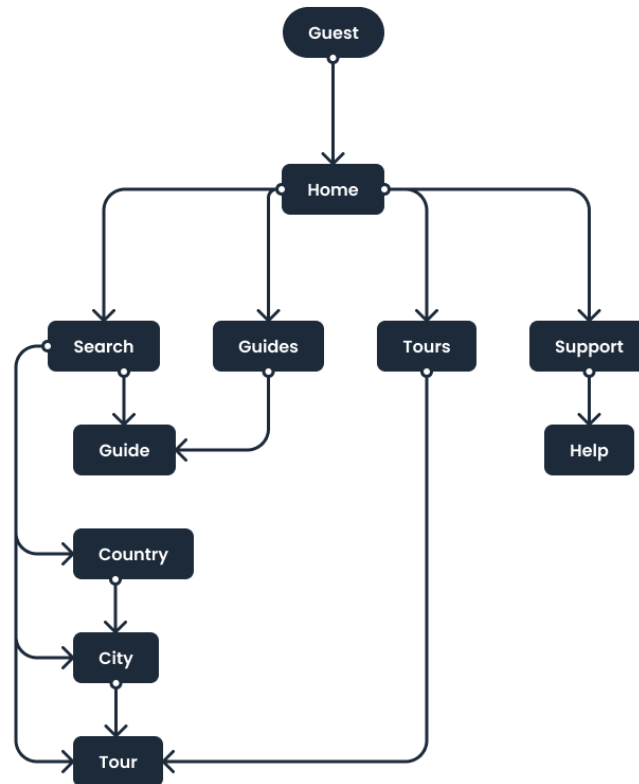 Guest
Home
Search
Guides
Tours
Support
Guide
Help
Country
City
Tour